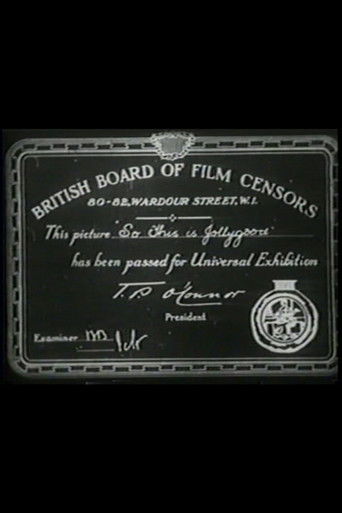 BRITISH BOARD OF FILM CENSORS
80-82, WARDOUR STREET, W.1.
This picture "So This is Jollygood"
has been passed for Universal Exhibition
T.P. O'Connor
President
Examiner